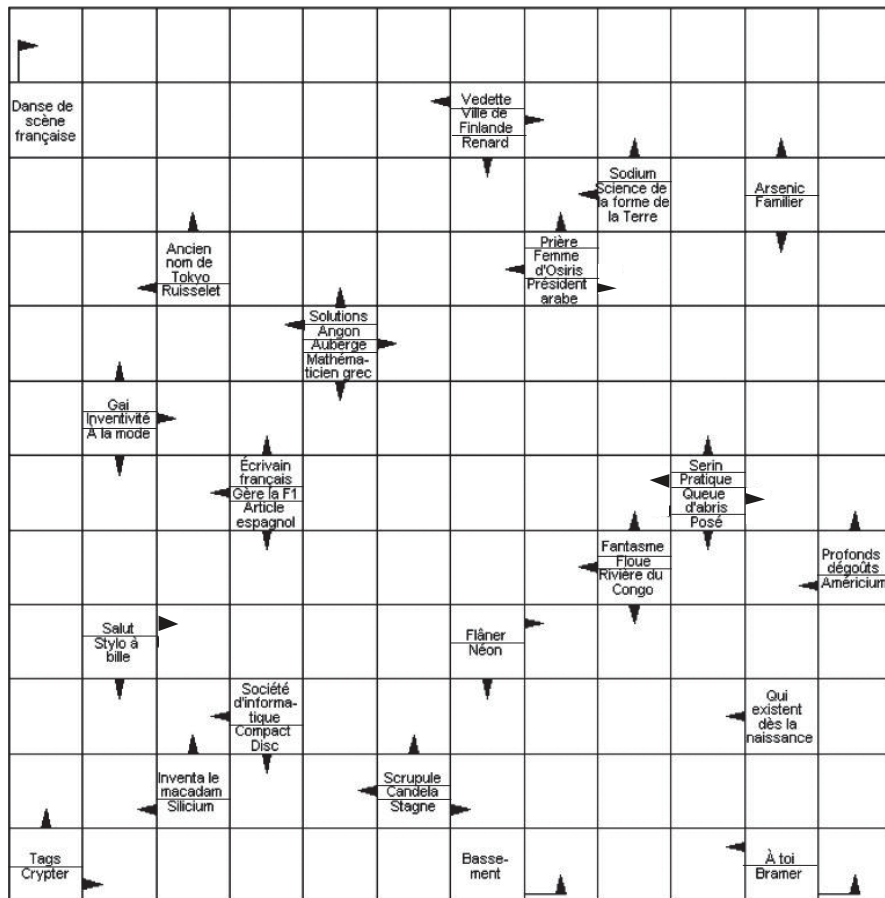 Danse de
scène
française
Vedette
Ville de
Finlande
Renard
Sodium
Science de
la forme de
la Terre
Arsenic
Familier
Ancien
nom de
Tokyo
Ruisselet
Prière
Femme
d'Osiris
Président
arabe
Solutions
Angon
Auberge
Mathéma-
ticien grec
Gai
Inventivité
A la mode
Écrivain
français
Gère la F1
Article
espagnol
Serin
Pratique
Queue
d'abris
Posé
Fantasme
Floue
Rivière du
Congo
Profonds
dégoûts
Américium
Salut
Stylo à
bille
Flâner
Néon
Société
d'informa-
tique
Compact
Disc
Qui
existent
dès la
naissance
Inventa le
macadam
Silicium
Scrupule
Candela
Stagne
Tags
Crypter
Basse-
ment
À toi
Bramer